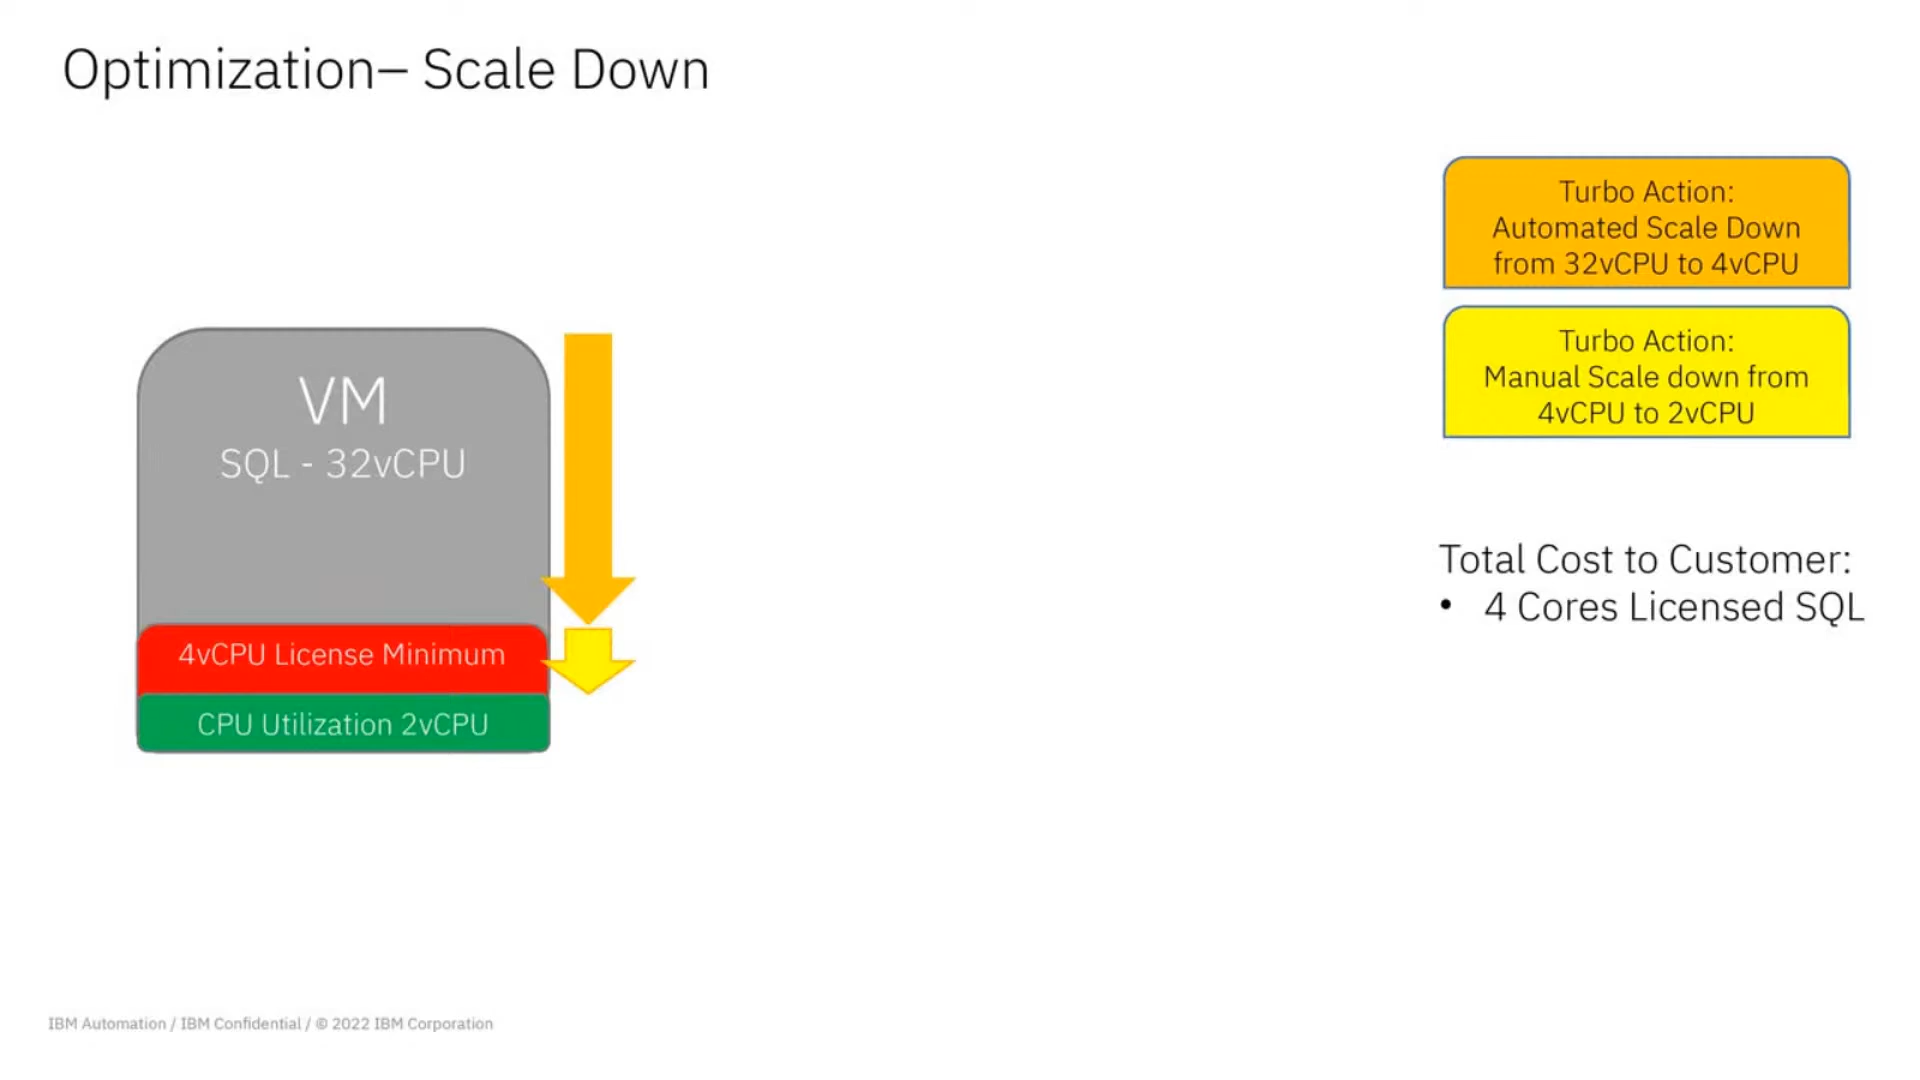 Optimization– Scale Down
Turbo Action:
Automated Scale Down
from 32vCPU to 4vCPU
Turbo Action:
Manual Scale down from
4vCPU to 2vCPU
VM
SQL - 32vCPU
4vCPU License Minimum
CPU Utilization 2vCPU
Total Cost to Customer:
• 4 Cores Licensed SQL
IBM Automation / IBM Confidential / © 2022 IBM Corporation